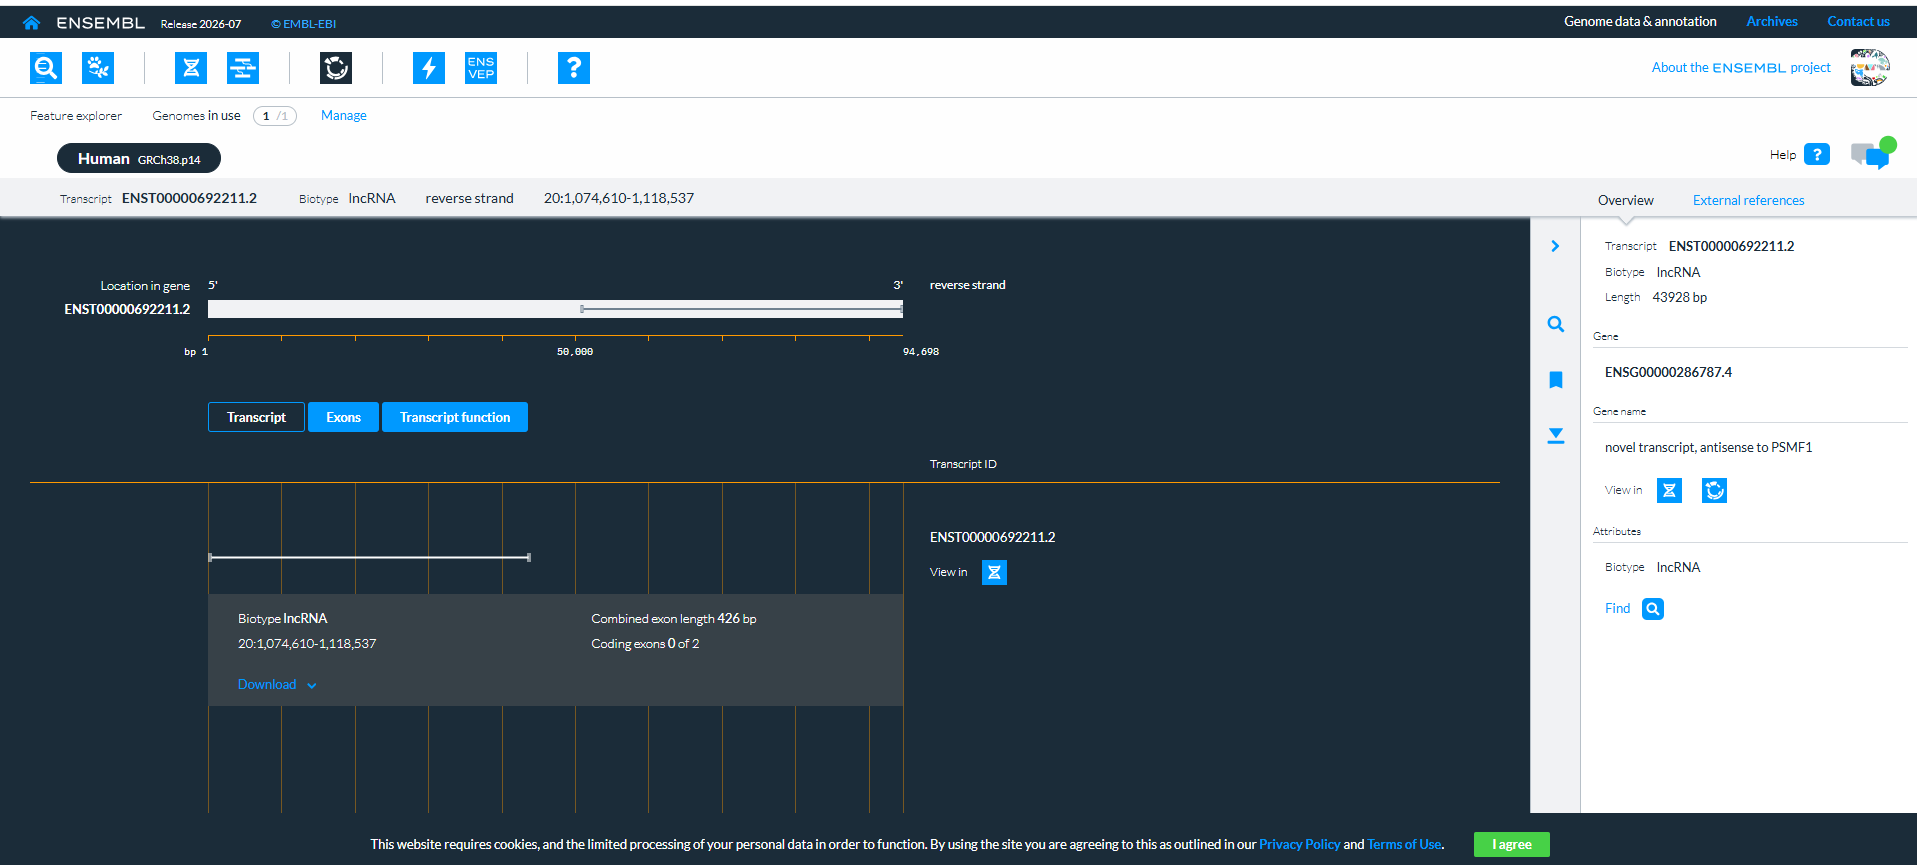 ENSEMBL Release 2026-07 © EMBL-EBI Genome data & annotation Archives Contact us
ENS VEP ? About the ENSEMBL project
Feature explorer Genomes in use 1 /1 Manage
Human GRCh38.p14 Help ?
Transcript ENST00000692211.2 Biotype lncRNA reverse strand 20:1,074,610-1,118,537
Location in gene 5' 3' reverse strand
ENST00000692211.2
bp 1 50,000 94,698
Transcript Exons Transcript function
Transcript ID
ENST00000692211.2
View in
Biotype lncRNA Combined exon length 426 bp
20:1,074,610-1,118,537 Coding exons 0 of 2
Download
Overview External references
Transcript ENST00000692211.2
Biotype lncRNA
Length 43928 bp
Gene
ENSG00000286787.4
Gene name
novel transcript, antisense to PSMF1
View in
Attributes
Biotype lncRNA
Find
This website requires cookies, and the limited processing of your personal data in order to function. By using the site you are agreeing to this as outlined in our Privacy Policy and Terms of Use. I agree